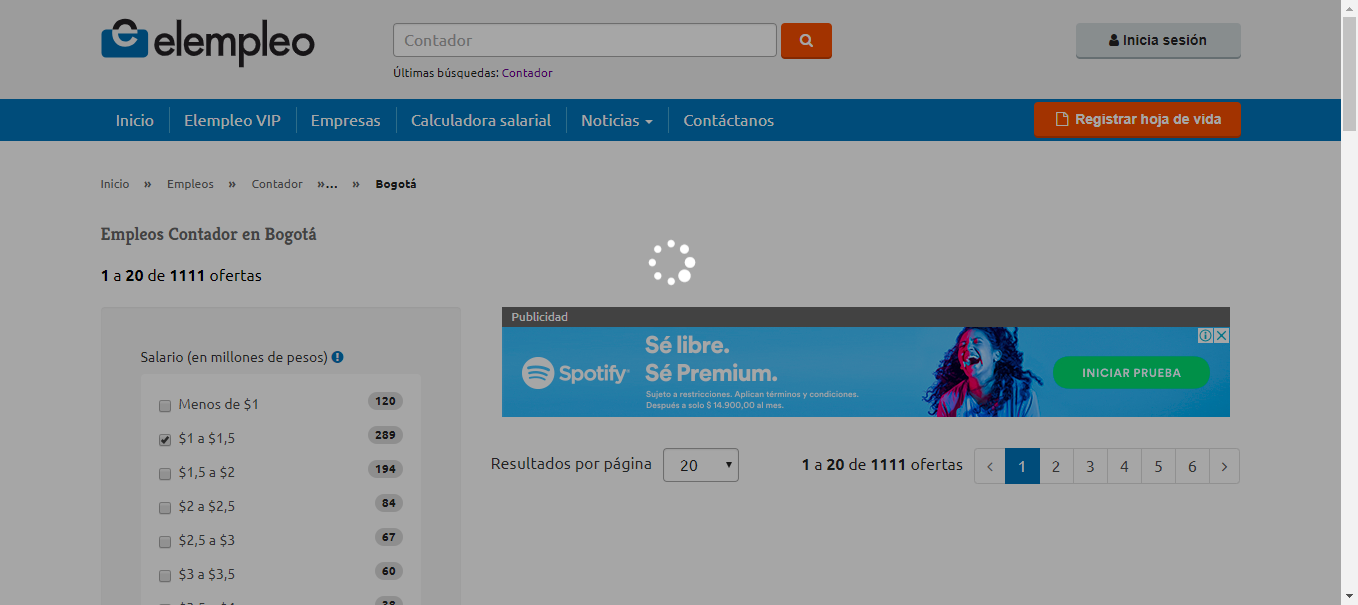 elempleo
Contador
Inicia sesión
Últimas búsquedas: Contador
Inicio
Elempleo VIP
Empresas
Calculadora salarial
Noticias
Contáctanos
Registrar hoja de vida
Inicio » Empleos » Contador »... » Bogotá
Empleos Contador en Bogotá
1 a 20 de 1111 ofertas
Salario (en millones de pesos)
Menos de $1 120
$1 a $1,5 289
$1,5 a $2 194
$2 a $2,5 84
$2,5 a $3 67
$3 a $3,5 60
Publicidad
Spotify
Sé libre.
Sé Premium.
Sujeto a restricciones. Aplican términos y condiciones.
Después a solo $ 14.900,00 al mes.
INICIAR PRUEBA
Resultados por página 20
1 a 20 de 1111 ofertas
‹ 1 2 3 4 5 6 ›